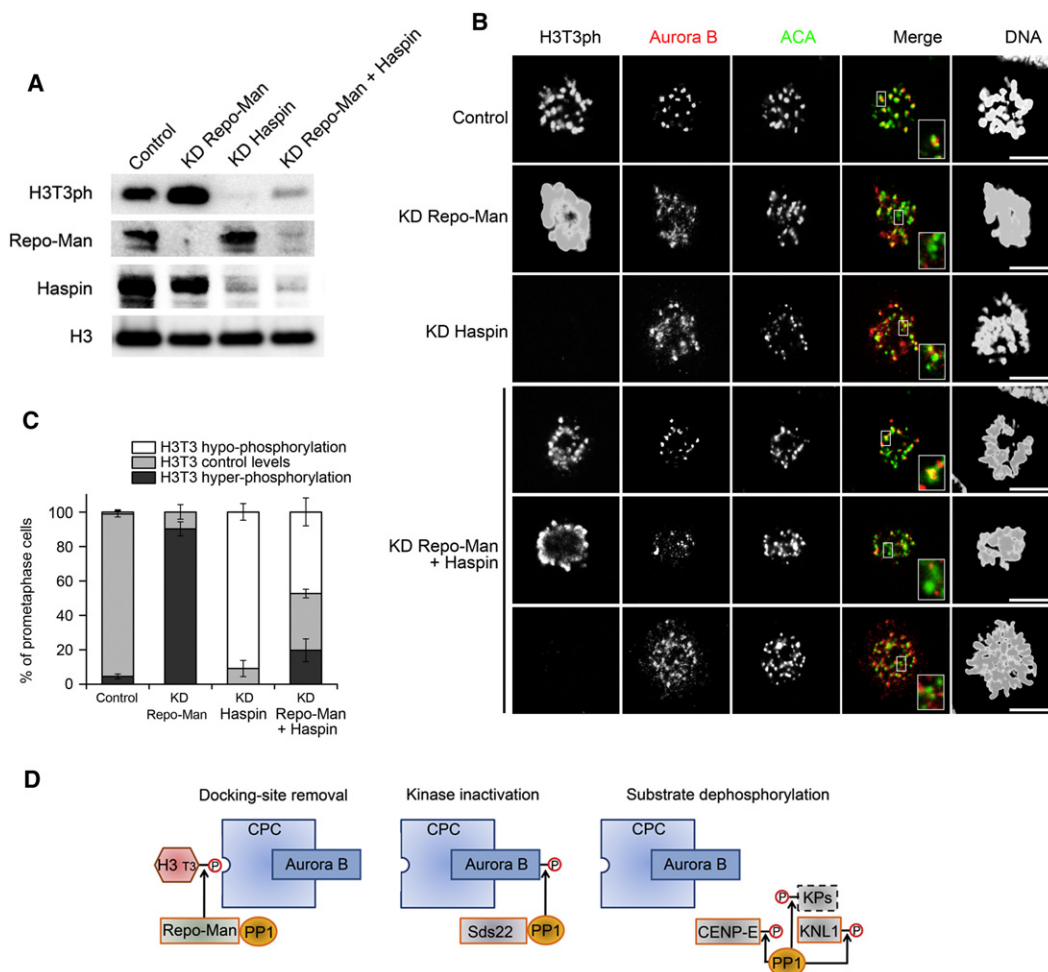 A
Control
KD Repo-Man
KD Haspin
KD Repo-Man + Haspin
H3T3ph
Repo-Man
Haspin
H3
B
H3T3ph
Aurora B
ACA
Merge
DNA
Control
KD Repo-Man
KD Haspin
KD Repo-Man
+ Haspin
C
H3T3 hypo-phosphorylation
H3T3 control levels
H3T3 hyper-phosphorylation
% of prometaphase cells
100
80
60
40
20
0
Control
KD
Repo-Man
KD
Haspin
KD
Repo-Man
+ Haspin
D
Docking-site removal
Kinase inactivation
Substrate dephosphorylation
CPC
Aurora B
H3 T3
P
Repo-Man
PP1
CPC
Aurora B
P
Sds22
PP1
CPC
Aurora B
P
KPs
CENP-E
P
KNL1
P
PP1